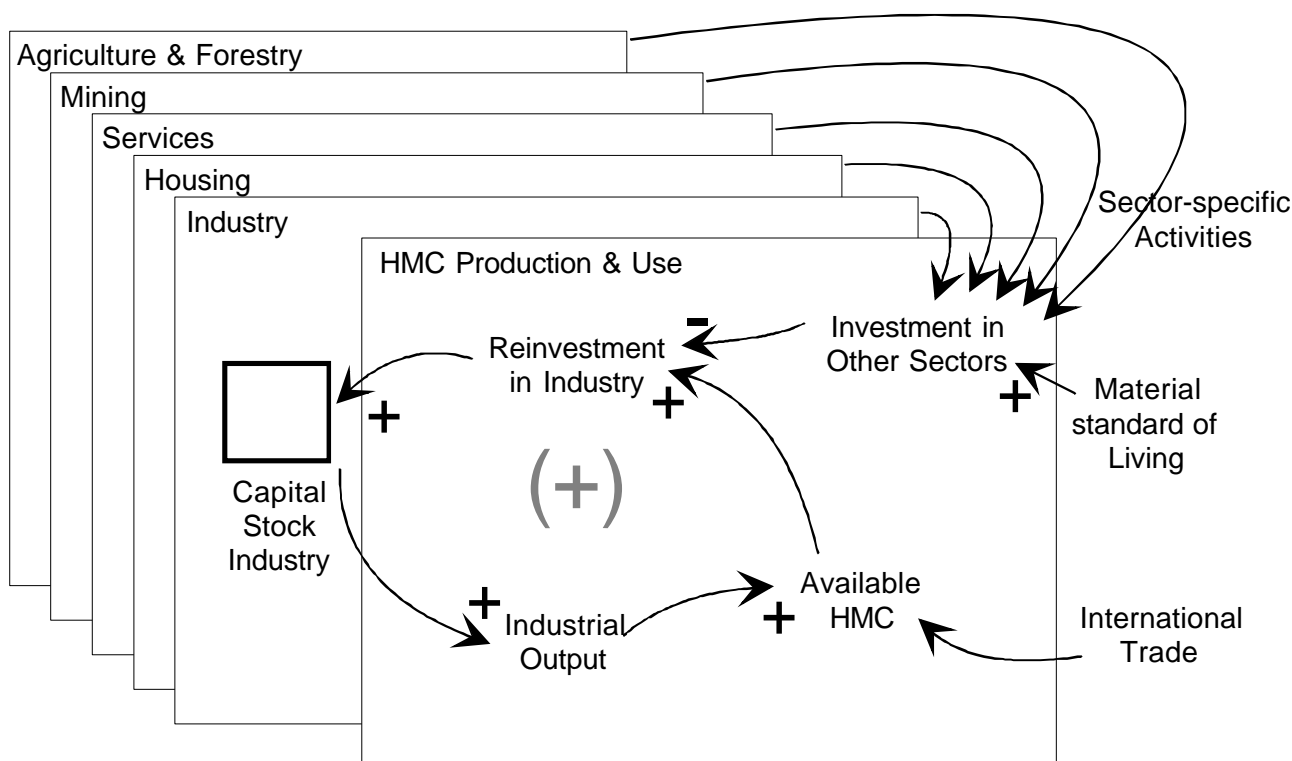 Agriculture & Forestry
Mining
Services
Housing
Industry
Sector-specific
Activities
HMC Production & Use
-
Investment in
Other Sectors
Reinvestment
in Industry
+
+
+
Material
standard of
Living
(+)
Capital
Stock
Industry
Available
HMC
+
+
Industrial
Output
International
Trade